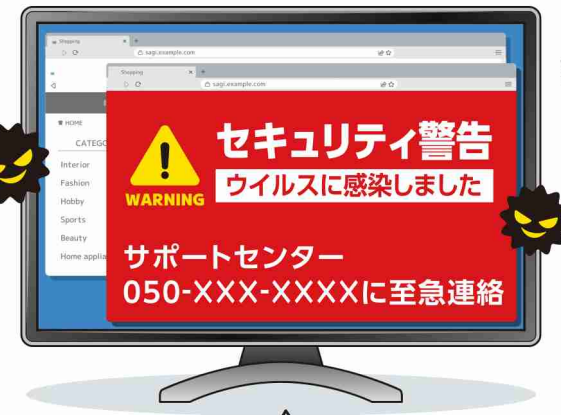 Shopping
sagi.example.com
Shopping
sagi.example.com
HOME
CATEGO
Interior
Fashion
Hobby
Sports
Beauty
Home applia
WARNING
セキュリティ警告
ウイルスに感染しました
サポートセンター
050-XXX-XXXXに至急連絡